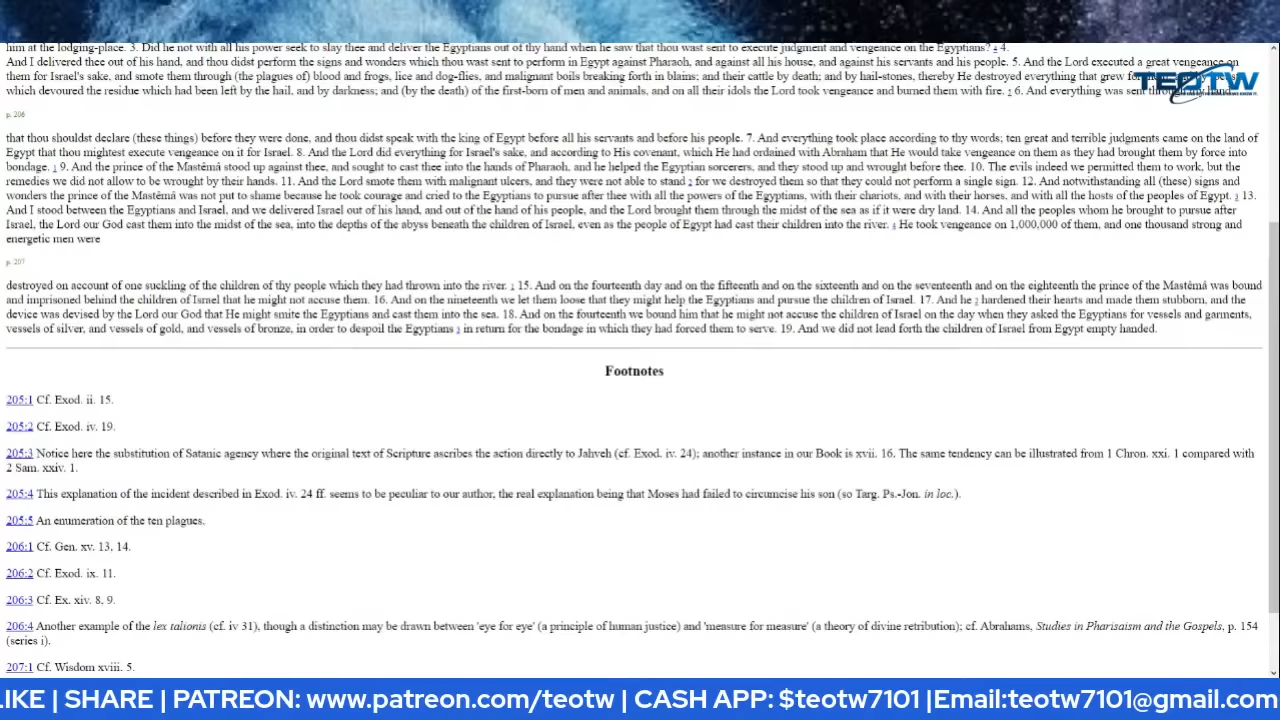 him at the lodging-place. 3. Did he not with all his power seek to slay thee and deliver the Egyptians out of thy hand when he saw that thou wast sent to execute judgment and vengeance on the Egyptians? 4 4.
And I delivered thee out of his hand, and thou didst perform the signs and wonders which thou wast sent to perform in Egypt against Pharaoh, and against all his house, and against his servants and his people. 5. And the Lord executed a great vengeance on
them for Israel's sake, and smote them through (the plagues of) blood and frogs, lice and dog-flies, and malignant boils breaking forth in blains; and their cattle by death; and by hail-stones, thereby He destroyed everything that grew for
which devoured the residue which had been left by the hail, and by darkness; and (by the death) of the first-born of men and animals, and on all their idols the Lord took vengeance and burned them with fire. 5 6. And everything was sent through
TEOTW
p. 206
that thou shouldst declare (these things) before they were done, and thou didst speak with the king of Egypt before all his servants and before his people. 7. And everything took place according to thy words; ten great and terrible judgments came on the land of
Egypt that thou mightest execute vengeance on it for Israel. 8. And the Lord did everything for Israel's sake, and according to His covenant, which He had ordained with Abraham that He would take vengeance on them as they had brought them by force into
bondage. 1 9. And the prince of the Mastêmâ stood up against thee, and sought to cast thee into the hands of Pharaoh, and he helped the Egyptian sorcerers, and they stood up and wrought before thee. 10. The evils indeed we permitted them to work, but the
remedies we did not allow to be wrought by their hands. 11. And the Lord smote them with malignant ulcers, and they were not able to stand 2 for we destroyed them so that they could not perform a single sign. 12. And notwithstanding all (these) signs and
wonders the prince of the Mastêmâ was not put to shame because he took courage and cried to the Egyptians to pursue after thee with all the powers of the Egyptians, with their chariots, and with their horses, and with all the hosts of the peoples of Egypt. 3 13.
And I stood between the Egyptians and Israel, and we delivered Israel out of his hand, and out of the hand of his people, and the Lord brought them through the midst of the sea as if it were dry land. 14. And all the peoples whom he brought to pursue after
Israel, the Lord our God cast them into the midst of the sea, into the depths of the abyss beneath the children of Israel, even as the people of Egypt had cast their children into the river. 4 He took vengeance on 1,000,000 of them, and one thousand strong and
energetic men were
p. 207
destroyed on account of one suckling of the children of thy people which they had thrown into the river. 1 15. And on the fourteenth day and on the fifteenth and on the sixteenth and on the seventeenth and on the eighteenth the prince of the Mastêmâ was bound
and imprisoned behind the children of Israel that he might not accuse them. 16. And on the nineteenth we let them loose that they might help the Egyptians and pursue the children of Israel. 17. And he 2 hardened their hearts and made them stubborn, and the
device was devised by the Lord our God that He might smite the Egyptians and cast them into the sea. 18. And on the fourteenth we bound him that he might not accuse the children of Israel on the day when they asked the Egyptians for vessels and garments,
vessels of silver, and vessels of gold, and vessels of bronze, in order to despoil the Egyptians 3 in return for the bondage in which they had forced them to serve. 19. And we did not lead forth the children of Israel from Egypt empty handed.
Footnotes
205:1 Cf. Exod. ii. 15.
205:2 Cf. Exod. iv. 19.
205:3 Notice here the substitution of Satanic agency where the original text of Scripture ascribes the action directly to Jahveh (cf. Exod. iv. 24); another instance in our Book is xvii. 16. The same tendency can be illustrated from 1 Chron. xxi. 1 compared with
2 Sam. xxiv. 1.
205:4 This explanation of the incident described in Exod. iv. 24 ff. seems to be peculiar to our author, the real explanation being that Moses had failed to circumcise his son (so Targ. Ps.-Jon. in loc.).
205:5 An enumeration of the ten plagues.
206:1 Cf. Gen. xv. 13, 14.
206:2 Cf. Exod. ix. 11.
206:3 Cf. Ex. xiv. 8, 9.
206:4 Another example of the lex talionis (cf. iv 31), though a distinction may be drawn between 'eye for eye' (a principle of human justice) and 'measure for measure' (a theory of divine retribution); cf. Abrahams, Studies in Pharisaism and the Gospels, p. 154
(series i).
207:1 Cf. Wisdom xviii. 5.
LIKE | SHARE | PATREON: www.patreon.com/teotw | CASH APP: $teotw7101 |Email:teotw7101@gmail.com